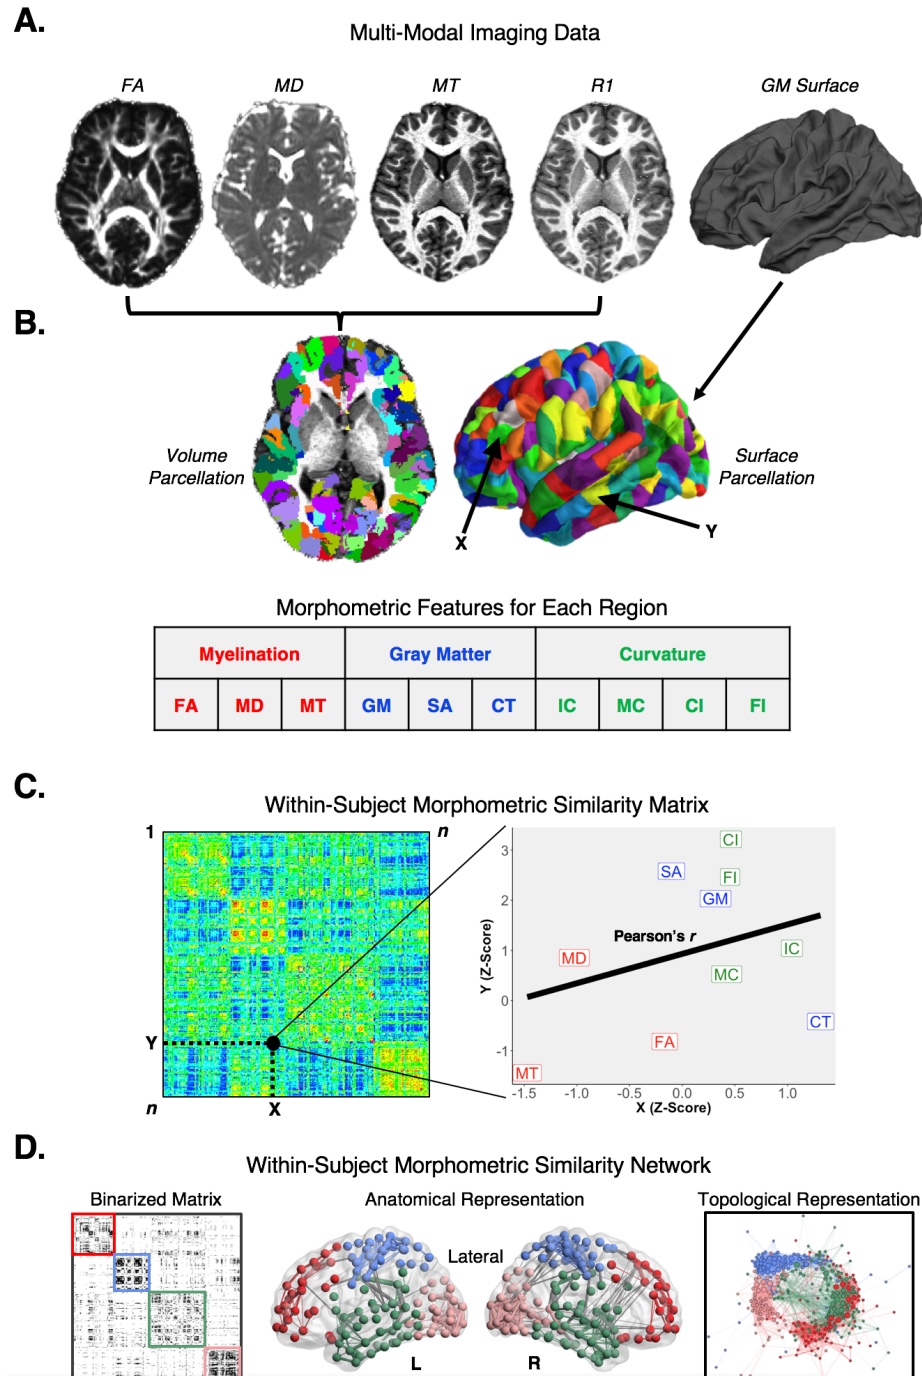 A.
Multi-Modal Imaging Data
FA MD MT R1 GM Surface
B.
Volume
Parcellation
Surface
Parcellation
X
Y
Morphometric Features for Each Region
Myelination Gray Matter Curvature
FA MD MT GM SA CT IC MC CI FI
C.
Within-Subject Morphometric Similarity Matrix
1
n
Y
n
X
3
2
1
0
-1
Y (Z-Score)
CI
SA
FI
GM
Pearson's r
MD
IC
MC
CT
FA
MT
-1.5 -1.0 -0.5 0.0 0.5 1.0
X (Z-Score)
D.
Within-Subject Morphometric Similarity Network
Binarized Matrix
Anatomical Representation
Topological Representation
Lateral
L
R